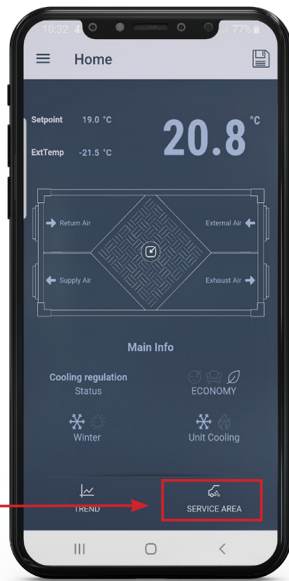 10:32
77%
Home
Setpoint 19.0 °C
20.8 °C
ExtTemp -21.5 °C
Return Air
External Air
Supply Air
Exhaust Air
Main Info
Cooling regulation
Status
ECONOMY
Winter
Unit Cooling
TREND
SERVICE AREA